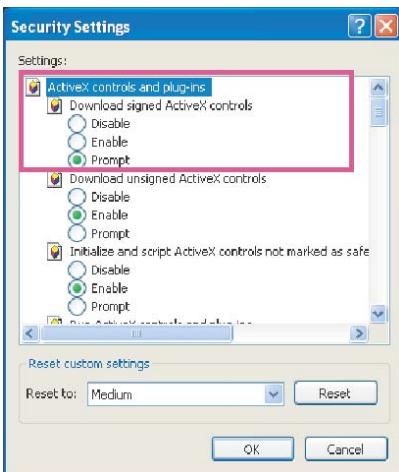 Security Settings
Settings:
ActiveX controls and plug-ins
Download signed ActiveX controls
Disable
Enable
Prompt
Download unsigned ActiveX controls
Disable
Enable
Prompt
Initialize and script ActiveX controls not marked as safe
Disable
Enable
Prompt
Reset custom settings
Reset to: Medium Reset
OK Cancel